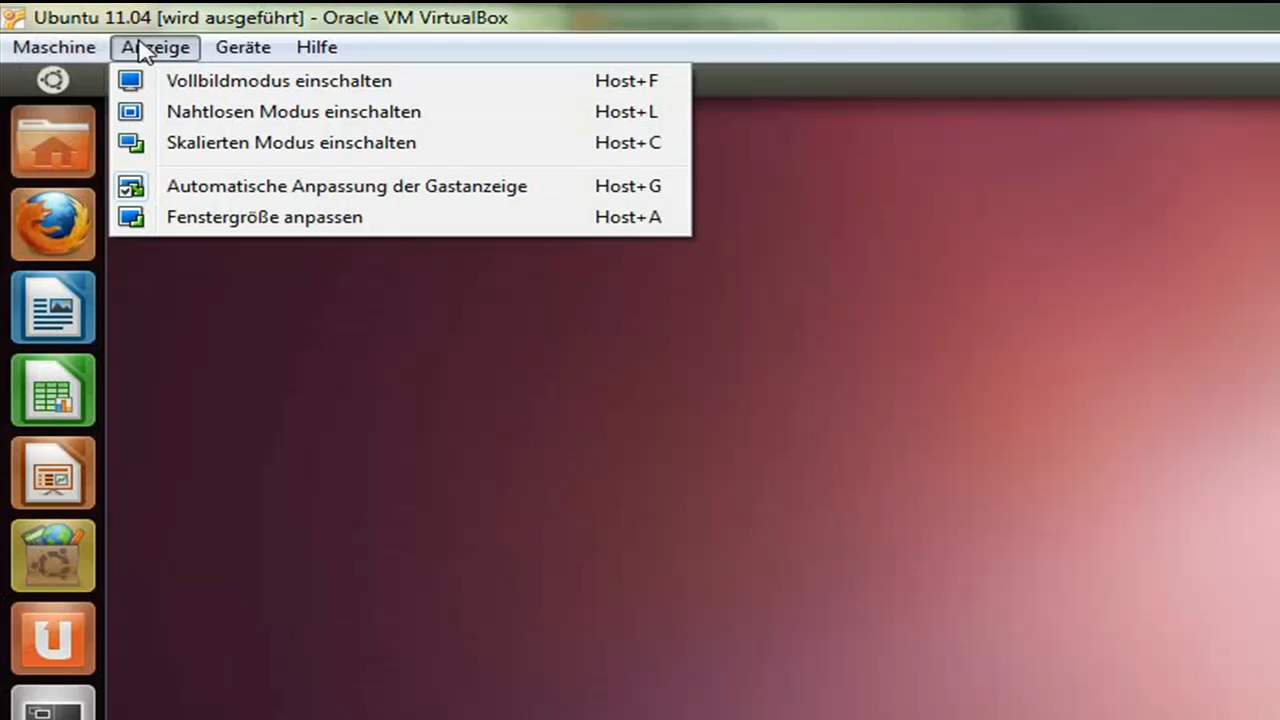 Ubuntu 11.04 [wird ausgeführt] - Oracle VM VirtualBox
Maschine Anzeige Geräte Hilfe
Vollbildmodus einschalten Host+F
Nahtlosen Modus einschalten Host+L
Skalierten Modus einschalten Host+C
Automatische Anpassung der Gastanzeige Host+G
Fenstergröße anpassen Host+A